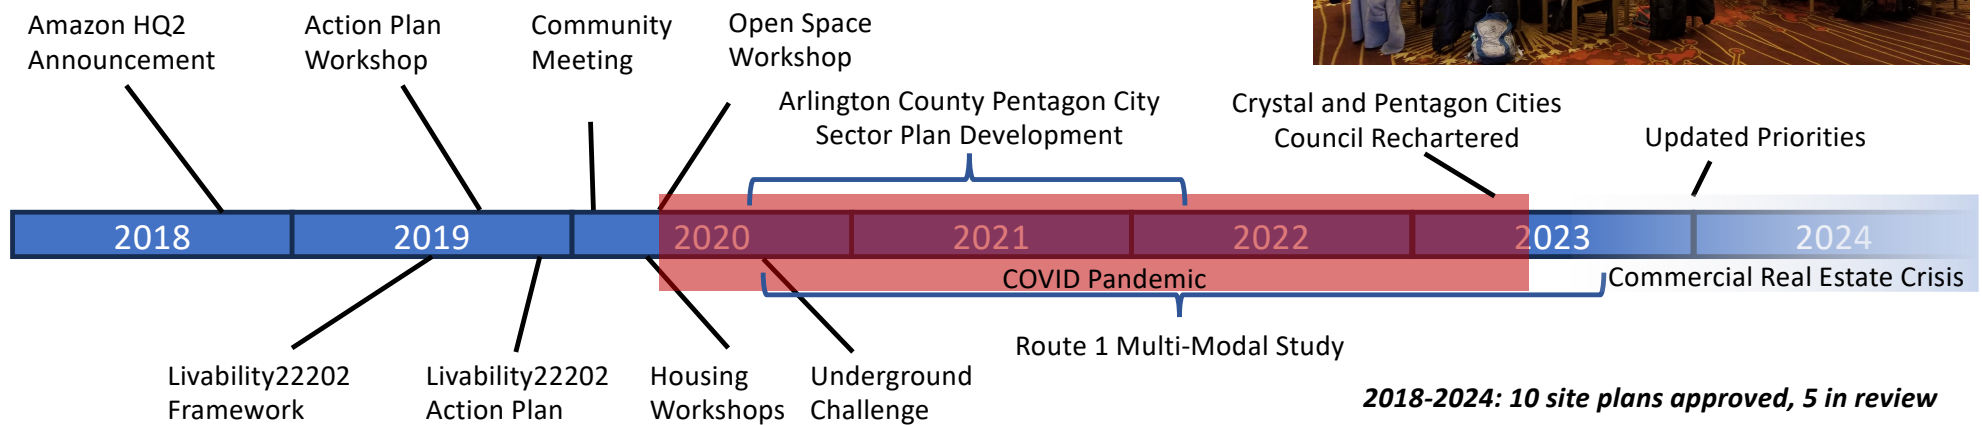 Amazon HQ2
Announcement
Action Plan
Workshop
Community
Meeting
Open Space
Workshop
Arlington County Pentagon City
Sector Plan Development
Crystal and Pentagon Cities
Council Rechartered
Updated Priorities
2018
2019
2020
2021
2022
2023
2024
COVID Pandemic
Commercial Real Estate Crisis
Route 1 Multi-Modal Study
Livability22202
Framework
Livability22202
Action Plan
Housing
Workshops
Underground
Challenge
2018-2024: 10 site plans approved, 5 in review